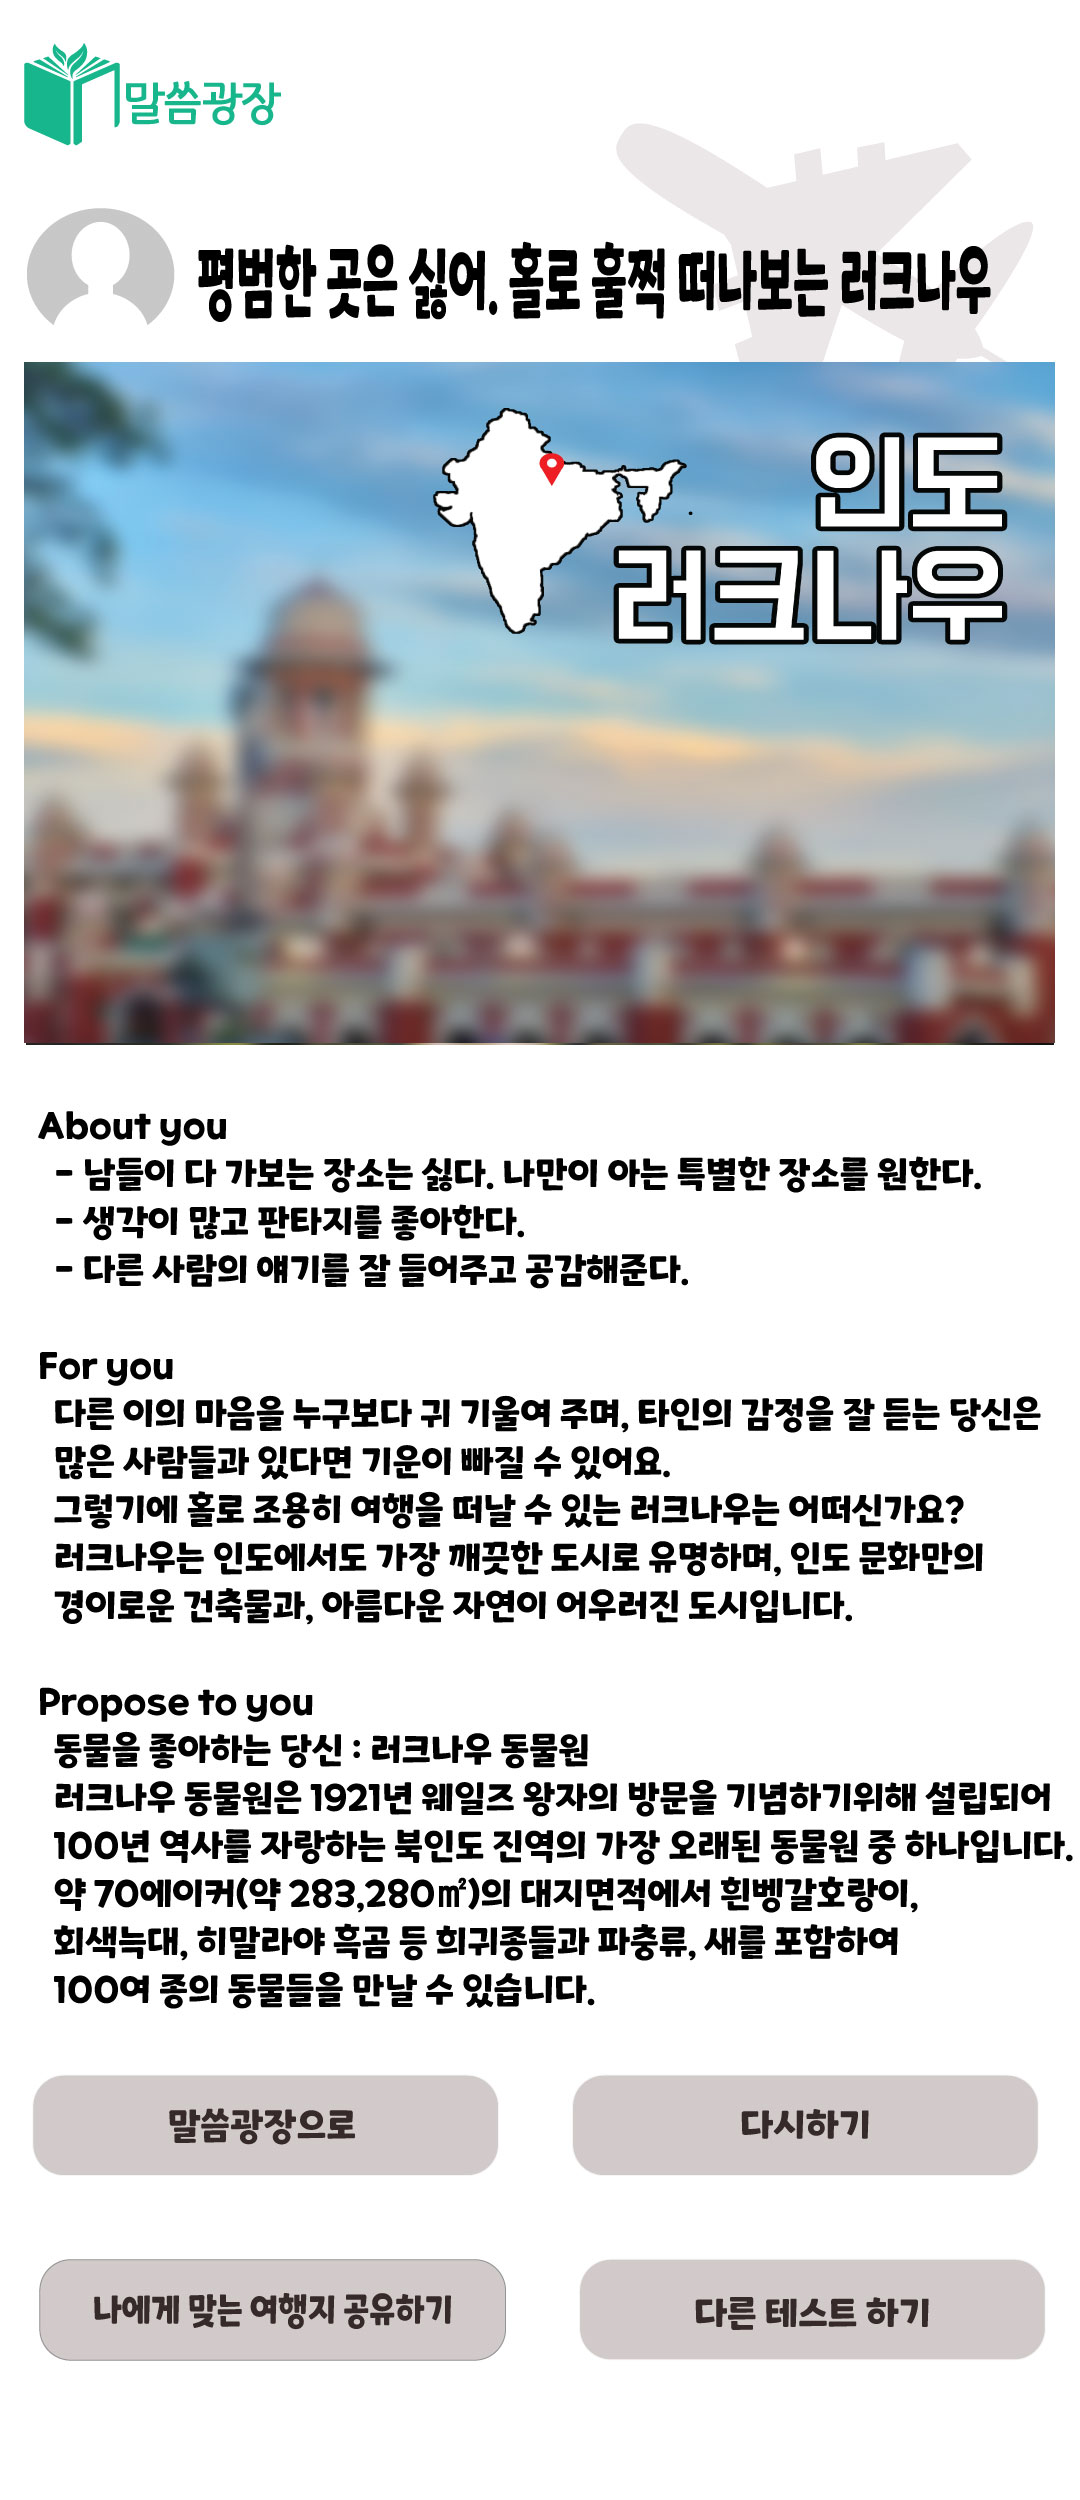 말씀광장
평범한 곳은 싫어. 홀로 훌쩍 떠나보는 러크나우
인도
러크나우
About you
- 남들이 다 가보는 장소는 싫다. 나만이 아는 특별한 장소를 원한다.
- 생각이 많고 판타지를 좋아한다.
- 다른 사람의 얘기를 잘 들어주고 공감해준다.
For you
다른 이의 마음을 누구보다 귀 기울여 주며, 타인의 감정을 잘 듣는 당신은
많은 사람들과 있다면 기운이 빠질 수 있어요.
그렇기에 홀로 조용히 여행을 떠날 수 있는 러크나우는 어떠신가요?
러크나우는 인도에서도 가장 깨끗한 도시로 유명하며, 인도 문화만의
경이로운 건축물과, 아름다운 자연이 어우러진 도시입니다.
Propose to you
동물을 좋아하는 당신 : 러크나우 동물원
러크나우 동물원은 1921년 웨일즈 왕자의 방문을 기념하기위해 설립되어
100년 역사를 자랑하는 북인도 진역의 가장 오래된 동물원 중 하나입니다.
약 70에이커(약 283,280㎡)의 대지면적에서 흰벵갈호랑이,
회색늑대, 히말라야 흑곰 등 희귀종들과 파충류, 새를 포함하여
100여 종의 동물들을 만날 수 있습니다.
말씀광장으로
다시하기
나에게 맞는 여행지 공유하기
다른 테스트 하기